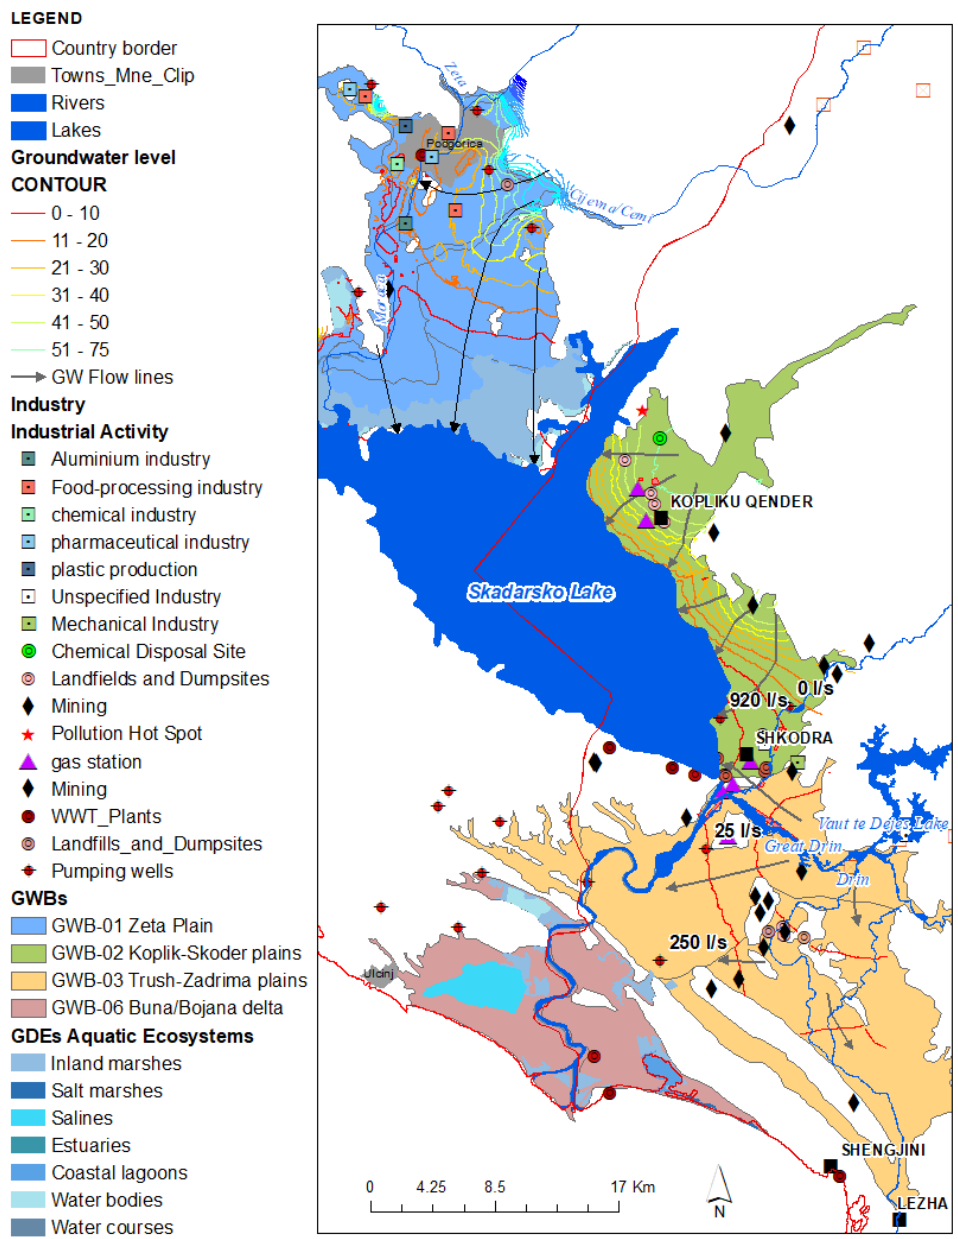 LEGEND
Country border
Towns_Mne_Clip
Rivers
Lakes
Groundwater level
CONTOUR
0 - 10
11 - 20
21 - 30
31 - 40
41 - 50
51 - 75
GW Flow lines
Industry
Industrial Activity
Aluminium industry
Food-processing industry
chemical industry
pharmaceutical industry
plastic production
Unspecified Industry
Mechanical Industry
Chemical Disposal Site
Landfields and Dumpsites
Mining
Pollution Hot Spot
gas station
Mining
WWT_Plants
Landfills_and_Dumpsites
Pumping wells
GWBs
GWB-01 Zeta Plain
GWB-02 Koplik-Skoder plains
GWB-03 Trush-Zadrima plains
GWB-06 Buna/Bojana delta
GDEs Aquatic Ecosystems
Inland marshes
Salt marshes
Salines
Estuaries
Coastal lagoons
Water bodies
Water courses
Zeta
Podgorica
Cijevna/Cemi
Moraca
KOPLIKU QENDER
Skadarsko Lake
0 l/s
920 l/s
SHKODRA
25 l/s
Vaut te Dejes Lake
Great Drin
Drin
250 l/s
Ulcinj
SHENGJINI
LEZHA
0 4.25 8.5 17 Km
N